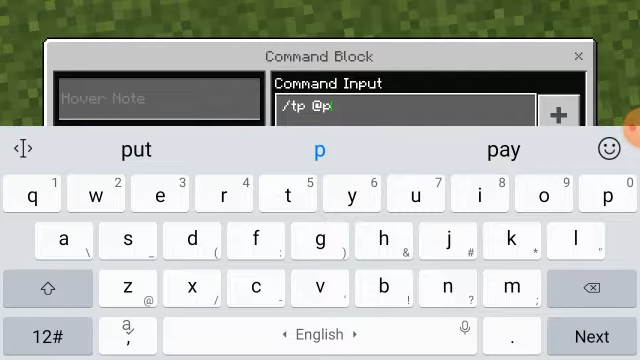 Command Block
×
Hover Note
Command Input
/tp @p
+
put p pay
q 1 w 2 e 3 r 4 t 5 y 6 u 7 i 8 o 9 p 0
a \ s _ d ( f : g ) h & j # k * l "
z @ x / c - v ' b ! n ? m ;
12# a , English . Next